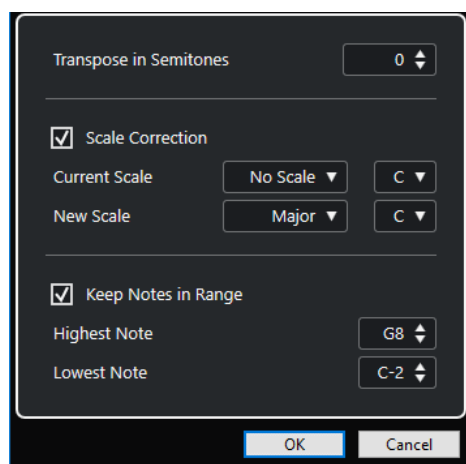 Transpose in Semitones 0
Scale Correction
Current Scale No Scale C
New Scale Major C
Keep Notes in Range
Highest Note G8
Lowest Note C-2
OK Cancel